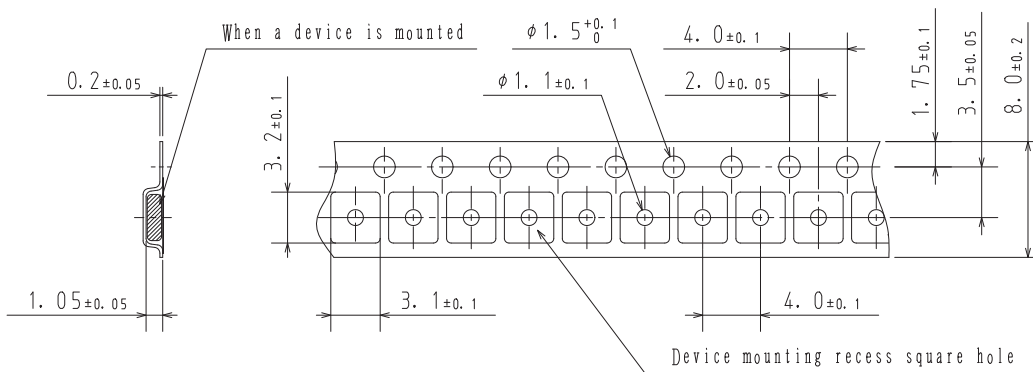 When a device is mounted
φ1.5 +0.1 0
4.0±0.1
0.2±0.05
φ1.1±0.1
2.0±0.05
3.2±0.1
1.75±0.1
3.5±0.05
8.0±0.2
1.05±0.05
3.1±0.1
4.0±0.1
Device mounting recess square hole